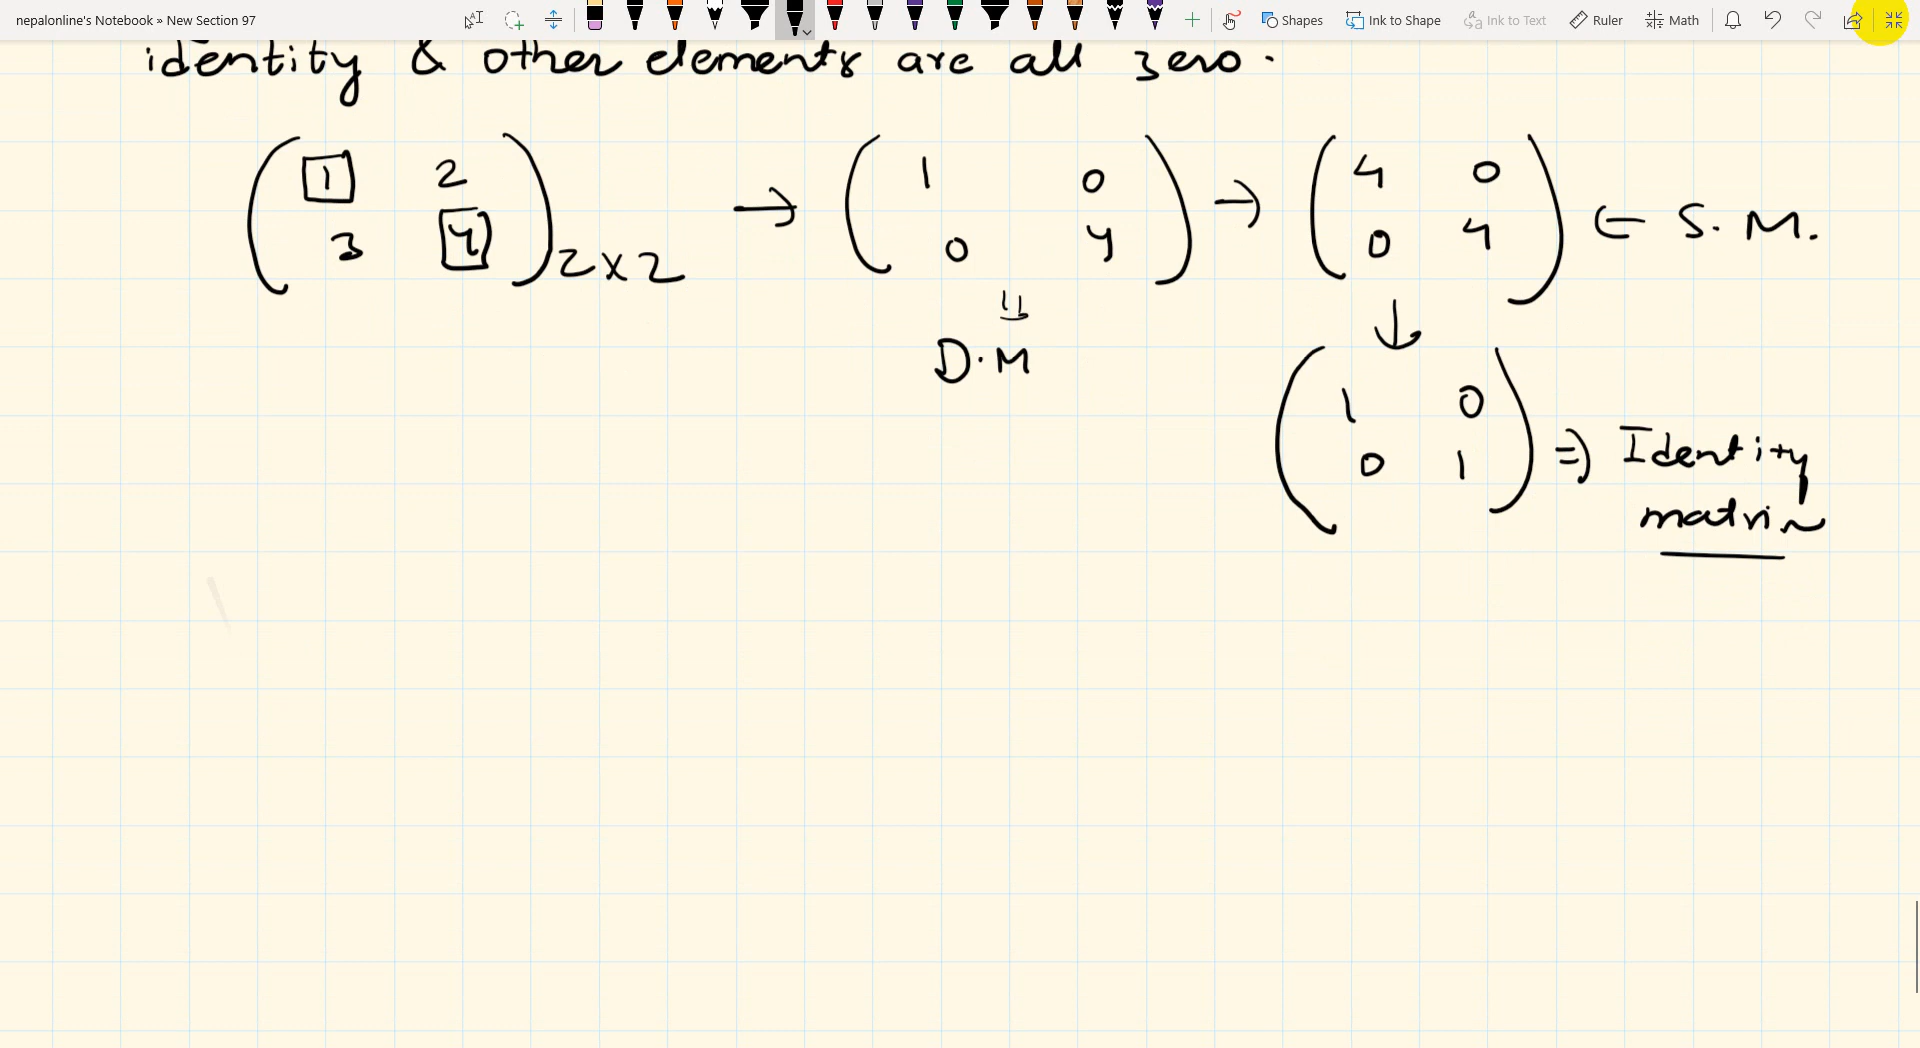 nepalonline's Notebook » New Section 97
Shapes Ink to Shape Ink to Text Ruler Math
identity & other elements are all zero.
( 1 2 ) → ( 1 0 ) → ( 4 0 ) ⇐ S. M.
( 3 4 ) 2×2 ( 0 4 ) ( 0 4 )
↓
D.M
( 1 0 ) ⇒ Identity
( 0 1 ) matrix